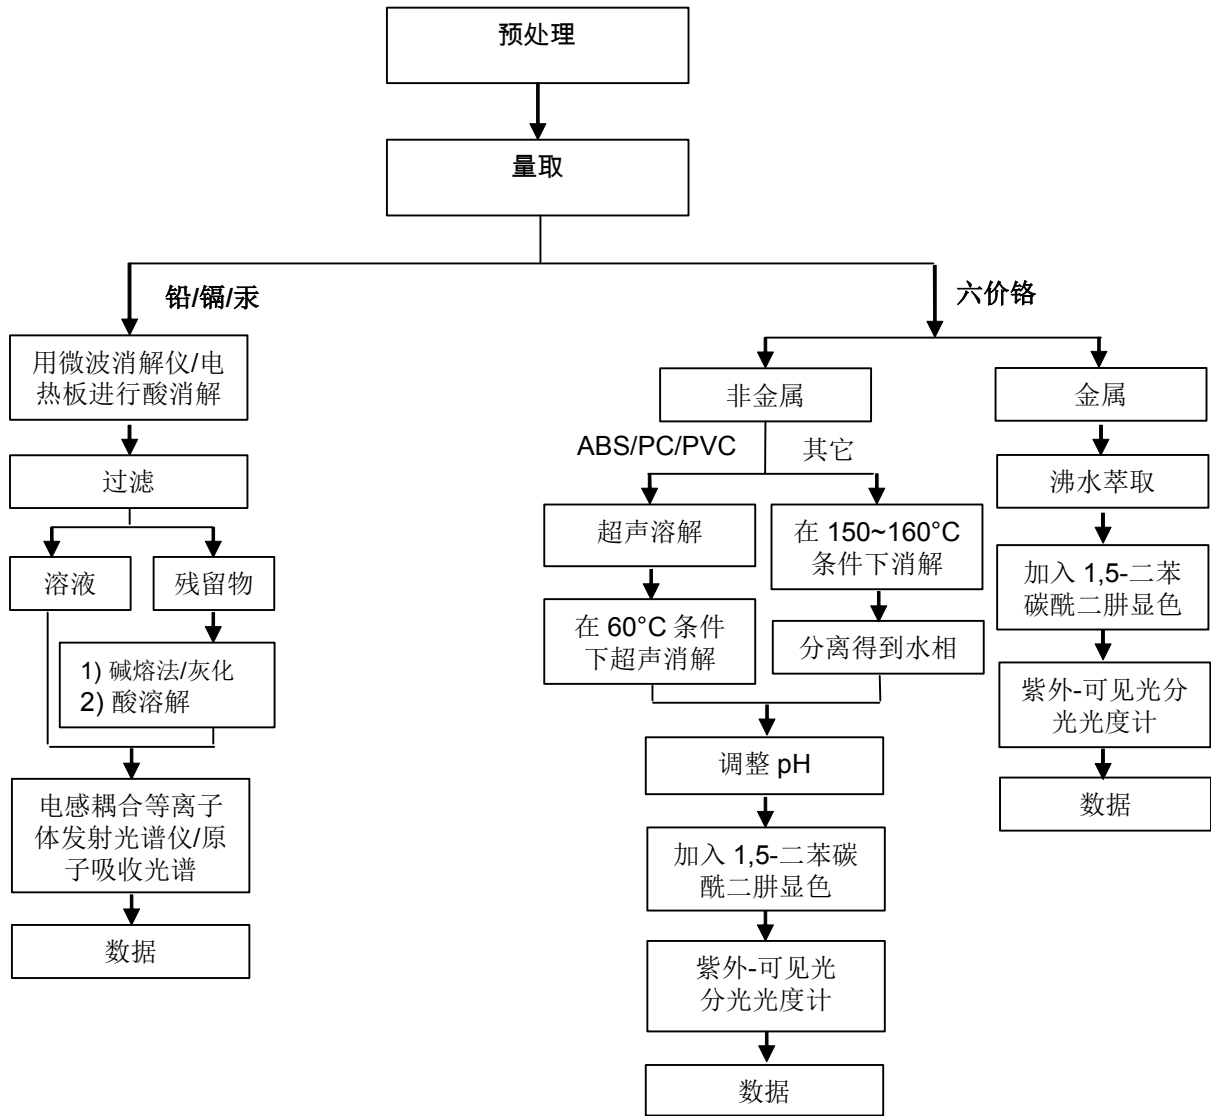 预处理
量取
铅/镉/汞
用微波消解仪/电
热板进行酸消解
过滤
溶液
残留物
1) 碱熔法/灰化
2) 酸溶解
电感耦合等离子
体发射光谱仪/原
子吸收光谱
数据
六价铬
非金属
ABS/PC/PVC
其它
超声溶解
在 60°C 条件
下超声消解
在 150~160°C
条件下消解
分离得到水相
调整 pH
加入 1,5-二苯碳
酰二肼显色
紫外-可见光
分光光度计
数据
金属
沸水萃取
加入 1,5-二苯
碳酰二肼显色
紫外-可见光分
光光度计
数据